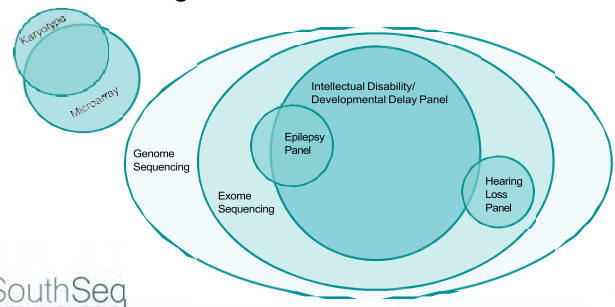 Karyotype
Microarray
Intellectual Disability/
Developmental Delay Panel
Epilepsy
Panel
Genome
Sequencing
Hearing
Loss
Panel
Exome
Sequencing
SouthSeq